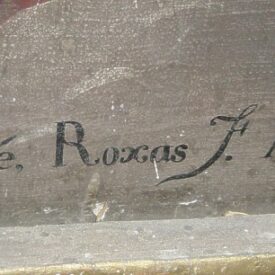 é. Roxas F.